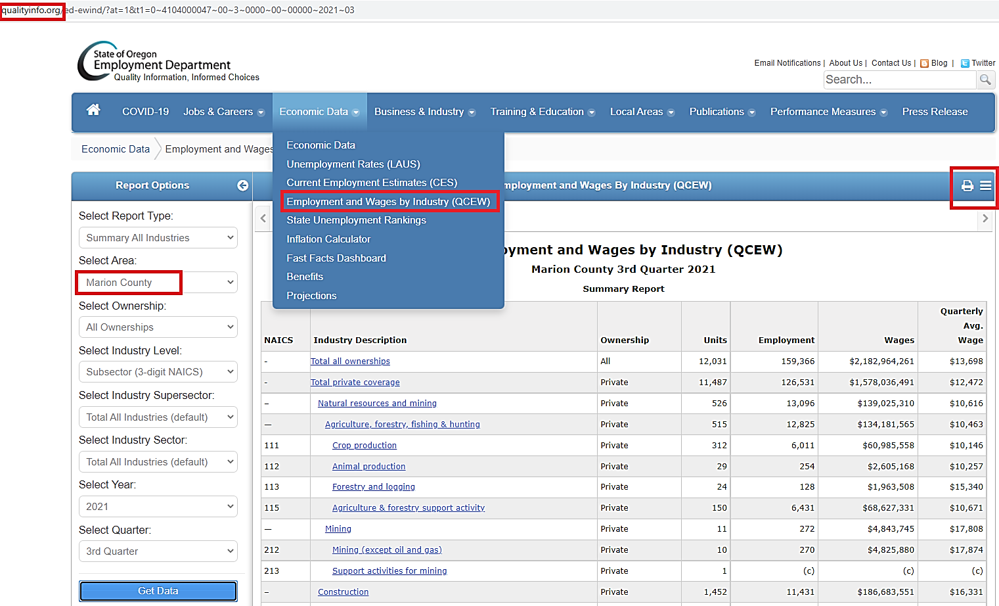 qualityinfo.org/ed-ewind/?at=1&t1=0~4104000047~00~3~0000~00~00000~2021~03
State of Oregon
Employment Department
Quality Information, Informed Choices
Email Notifications | About Us | Contact Us | Blog | Twitter
Search...
COVID-19 Jobs & Careers Economic Data Business & Industry Training & Education Local Areas Publications Performance Measures Press Release
Economic Data Employment and Wages
Economic Data
Unemployment Rates (LAUS)
Current Employment Estimates (CES)
Employment and Wages by Industry (QCEW)
State Unemployment Rankings
Inflation Calculator
Fast Facts Dashboard
Benefits
Projections
Report Options
mployment and Wages By Industry (QCEW)
Select Report Type:
Summary All Industries
Select Area:
Marion County
Select Ownership:
All Ownerships
Select Industry Level:
Subsector (3-digit NAICS)
Select Industry Supersector:
Total All Industries (default)
Select Industry Sector:
Total All Industries (default)
Select Year:
2021
Select Quarter:
3rd Quarter
Get Data
oyment and Wages by Industry (QCEW)
Marion County 3rd Quarter 2021
Summary Report
NAICS Industry Description Ownership Units Employment Wages Quarterly Avg. Wage
- Total all ownerships All 12,031 159,366 $2,182,964,261 $13,698
- Total private coverage Private 11,487 126,531 $1,578,036,491 $12,472
– Natural resources and mining Private 526 13,096 $139,025,310 $10,616
— Agriculture, forestry, fishing & hunting Private 515 12,825 $134,181,565 $10,463
111 Crop production Private 312 6,011 $60,985,558 $10,146
112 Animal production Private 29 254 $2,605,168 $10,257
113 Forestry and logging Private 24 128 $1,963,508 $15,340
115 Agriculture & forestry support activity Private 150 6,431 $68,627,331 $10,671
— Mining Private 11 272 $4,843,745 $17,808
212 Mining (except oil and gas) Private 10 270 $4,825,880 $17,874
213 Support activities for mining Private 1 (c) (c) (c)
– Construction Private 1,452 11,431 $186,683,551 $16,331